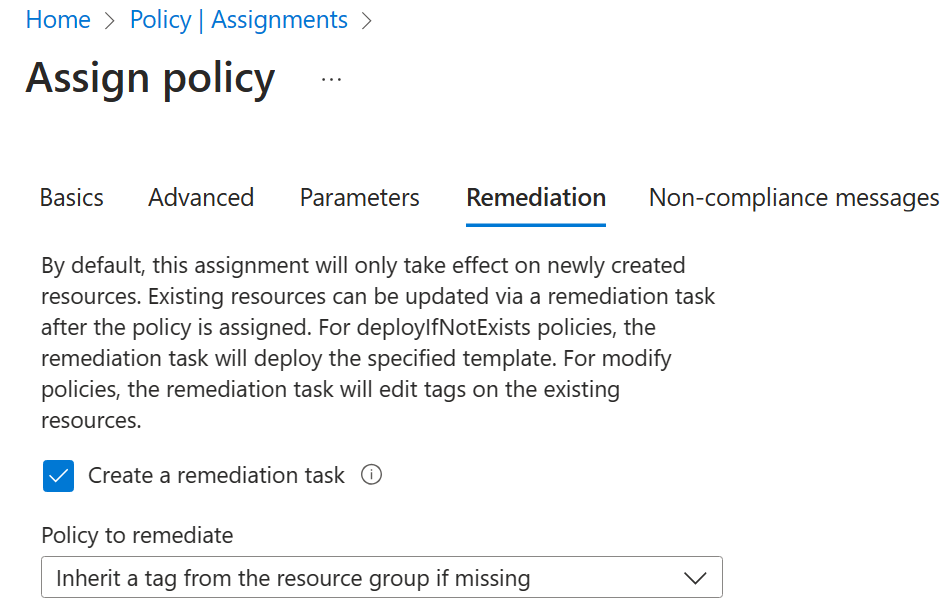 Home > Policy | Assignments >
Assign policy ...
Basics Advanced Parameters Remediation Non-compliance messages
By default, this assignment will only take effect on newly created
resources. Existing resources can be updated via a remediation task
after the policy is assigned. For deployIfNotExists policies, the
remediation task will deploy the specified template. For modify
policies, the remediation task will edit tags on the existing
resources.
Create a remediation task
Policy to remediate
Inherit a tag from the resource group if missing